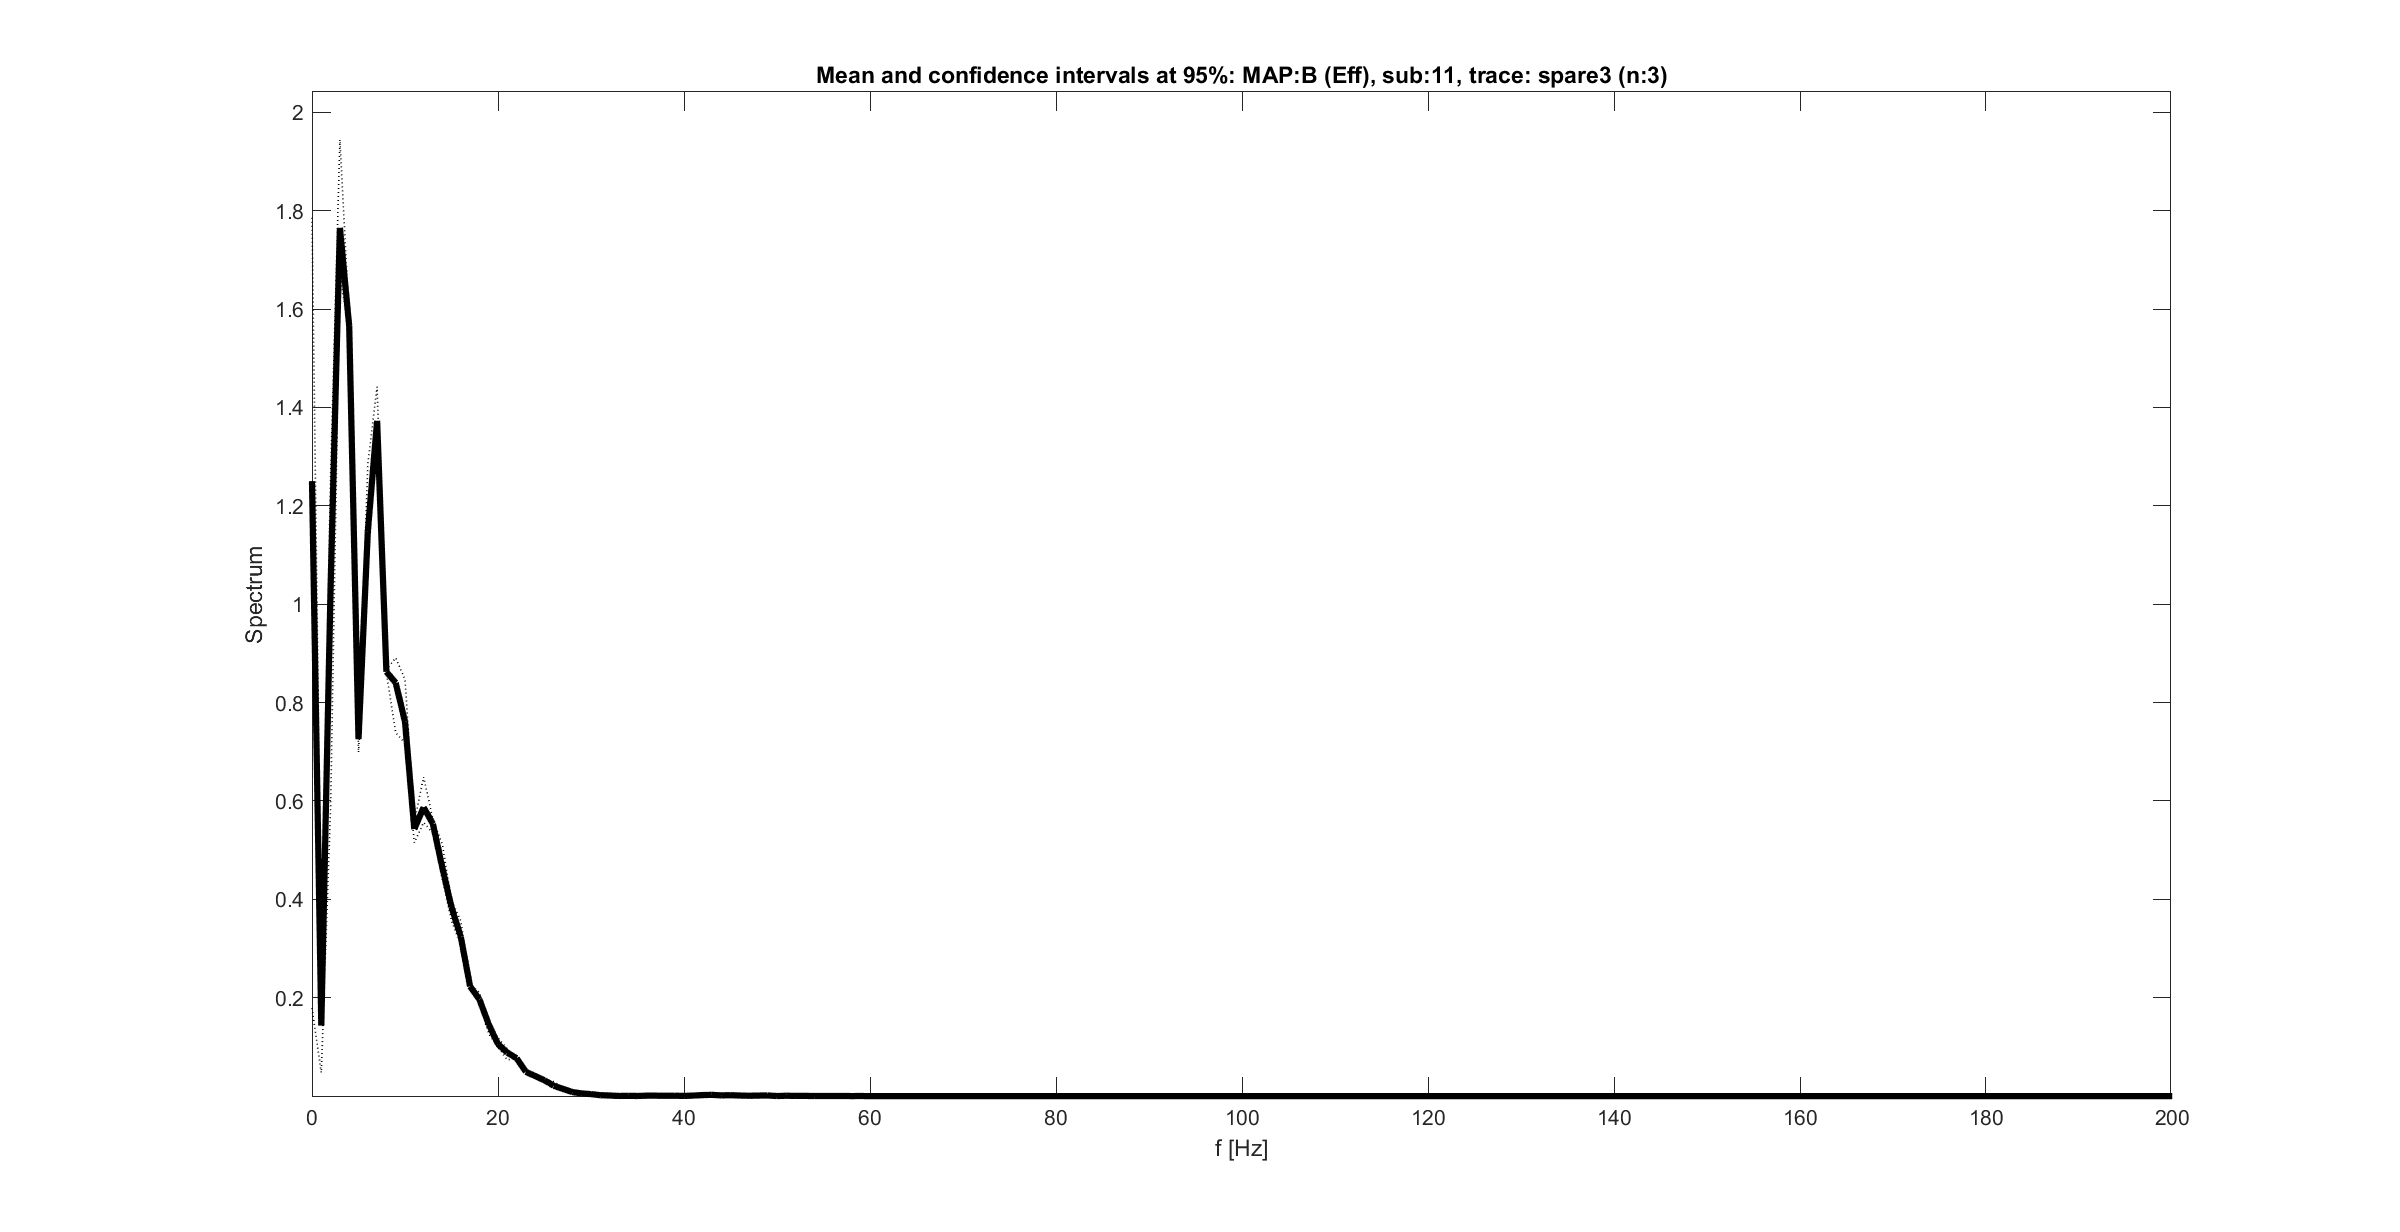 Mean and confidence intervals at 95%: MAP:B (Eff), sub:11, trace: spare3 (n:3)
2
1.8
1.6
1.4
1.2
1
0.8
0.6
0.4
0.2
Spectrum
0 20 40 60 80 100 120 140 160 180 200
f [Hz]